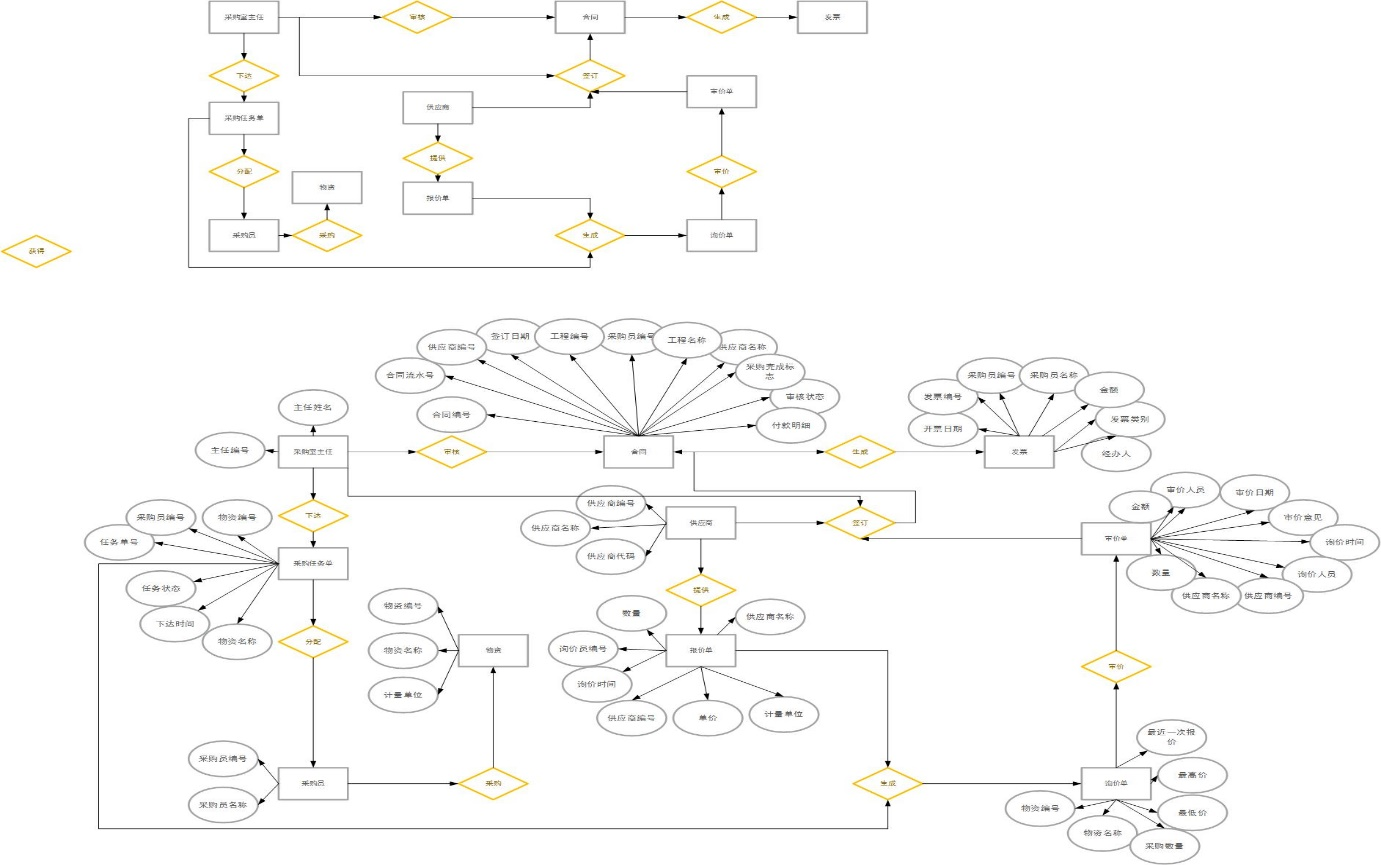 采购室主任
审核
合同
生成
发票
下达
签订
采购任务单
供应商
审价单
分配
提供
审价
物资
报价单
采购员
采购
生成
询价单
获得
签订日期
工程编号
采购员编号
工程名称
供应商名称
供应商编号
采购完成标
志
合同流水号
审核状态
合同编号
付款明细
主任姓名
主任编号
采购室主任
审核
合同
生成
发票
采购员编号
采购员名称
金额
发票编号
发票类别
开票日期
经办人
采购员编号
物资编号
下达
任务单号
采购任务单
任务状态
下达时间
物资名称
分配
供应商编号
供应商名称
供应商代码
供应商
签订
提供
金额
审价人员
审价日期
审价意见
审价单
询价时间
数量
询价人员
供应商名称
供应商编号
物资编号
物资名称
物资
计量单位
数量
供应商名称
询价员编号
报价单
询价时间
供应商编号
单价
计量单位
审价
采购员编号
采购员名称
采购员
采购
生成
最近一次报
价
询价单
最高价
物资编号
最低价
物资名称
采购数量